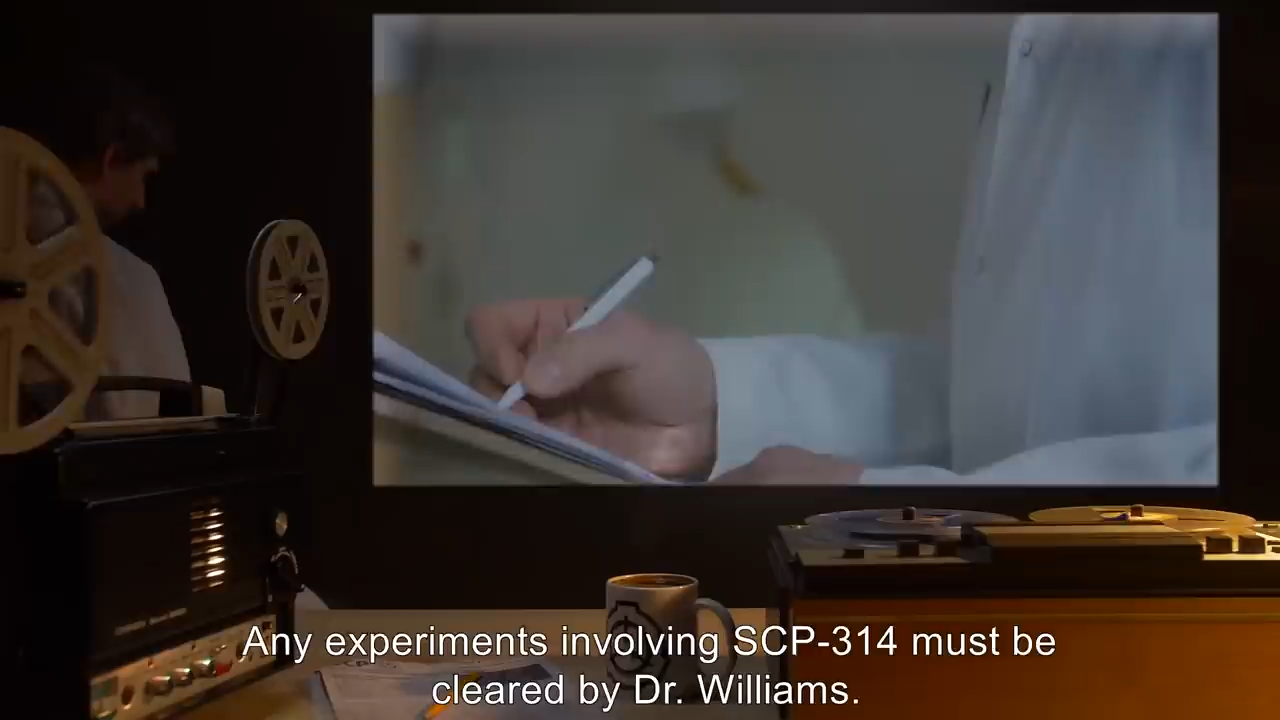 Any experiments involving SCP-314 must be
cleared by Dr. Williams.